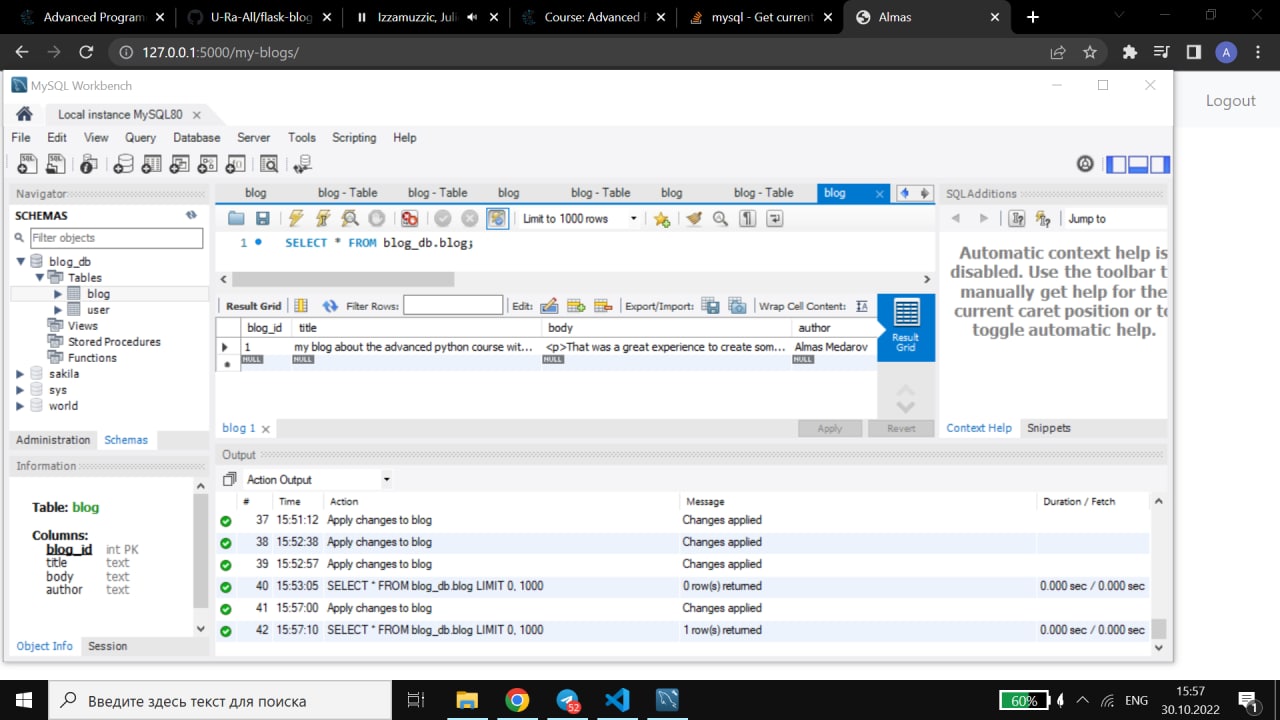 Advanced Program
U-Ra-All/flask-blog
Izzamuzzic, Juli
Course: Advanced P
mysql - Get current
Almas
127.0.0.1:5000/my-blogs/
A
MySQL Workbench
Logout
Local instance MySQL80
File Edit View Query Database Server Tools Scripting Help
Navigator
blog
blog - Table
blog - Table
blog
blog - Table
blog
blog - Table
blog
SQLAdditions
SCHEMAS
Limit to 1000 rows
Jump to
Filter objects
1 SELECT * FROM blog_db.blog;
blog_db
Tables
blog
user
Views
Stored Procedures
Functions
sakila
sys
world
Automatic context help is
disabled. Use the toolbar t
manually get help for the
current caret position or to
toggle automatic help.
Result Grid Filter Rows: Edit: Export/Import: Wrap Cell Content:
blog_id title body author
1 my blog about the advanced python course wit... <p>That was a great experience to create som... Almas Medarov
NULL NULL NULL NULL
Result
Grid
blog 1
Apply
Revert
Context Help Snippets
Administration Schemas
Output
Information
Action Output
# Time Action Message Duration / Fetch
37 15:51:12 Apply changes to blog Changes applied
38 15:52:38 Apply changes to blog Changes applied
39 15:52:57 Apply changes to blog Changes applied
40 15:53:05 SELECT * FROM blog_db.blog LIMIT 0, 1000 0 row(s) returned 0.000 sec / 0.000 sec
41 15:57:00 Apply changes to blog Changes applied
42 15:57:10 SELECT * FROM blog_db.blog LIMIT 0, 1000 1 row(s) returned 0.000 sec / 0.000 sec
Table: blog
Columns:
blog_id int PK
title text
body text
author text
Object Info Session
Введите здесь текст для поиска
52
60%
ENG
15:57
30.10.2022
1